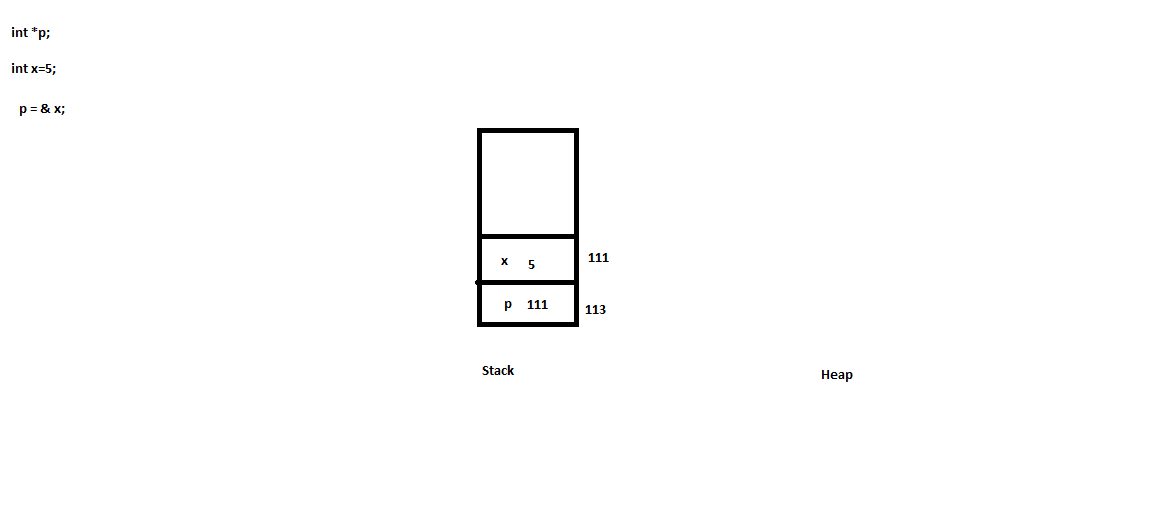 int *p;
int x=5;
p = & x;
x 5 111
p 111 113
Stack
Heap